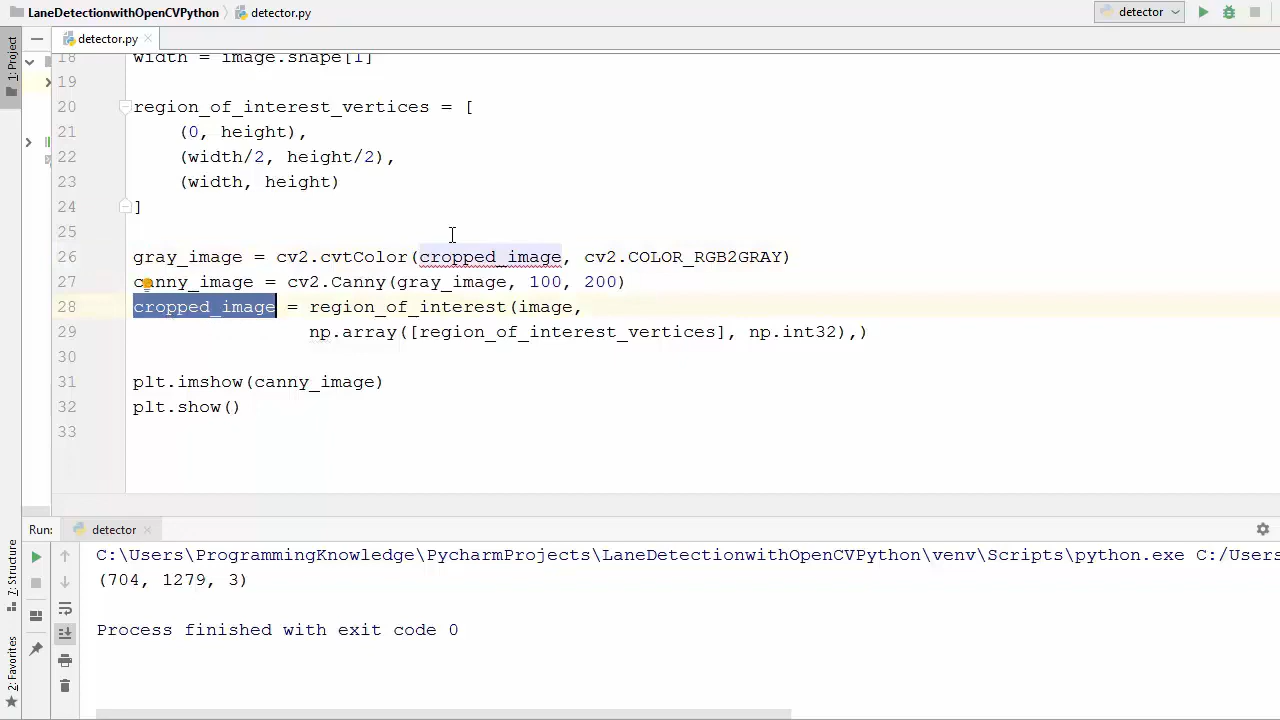 LaneDetectionwithOpenCVPython detector.py detector
1: Project
detector.py
18 width = image.shape[1]
19
20 region_of_interest_vertices = [
21 (0, height),
22 (width/2, height/2),
23 (width, height)
24 ]
25
26 gray_image = cv2.cvtColor(cropped_image, cv2.COLOR_RGB2GRAY)
27 canny_image = cv2.Canny(gray_image, 100, 200)
28 cropped_image = region_of_interest(image,
29 np.array([region_of_interest_vertices], np.int32),)
30
31 plt.imshow(canny_image)
32 plt.show()
33
Run: detector
C:\Users\ProgrammingKnowledge\PycharmProjects\LaneDetectionwithOpenCVPython\venv\Scripts\python.exe C:/Users
(704, 1279, 3)
Process finished with exit code 0
7: Structure
2: Favorites